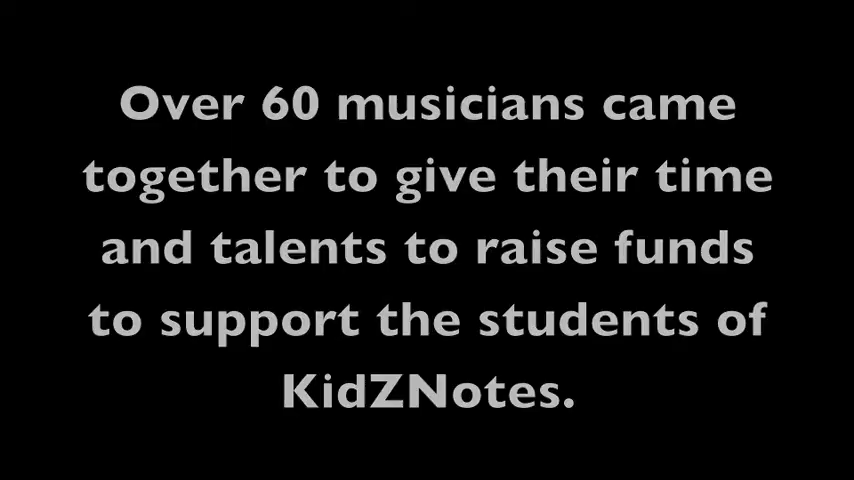 Over 60 musicians came
together to give their time
and talents to raise funds
to support the students of
KidZNotes.